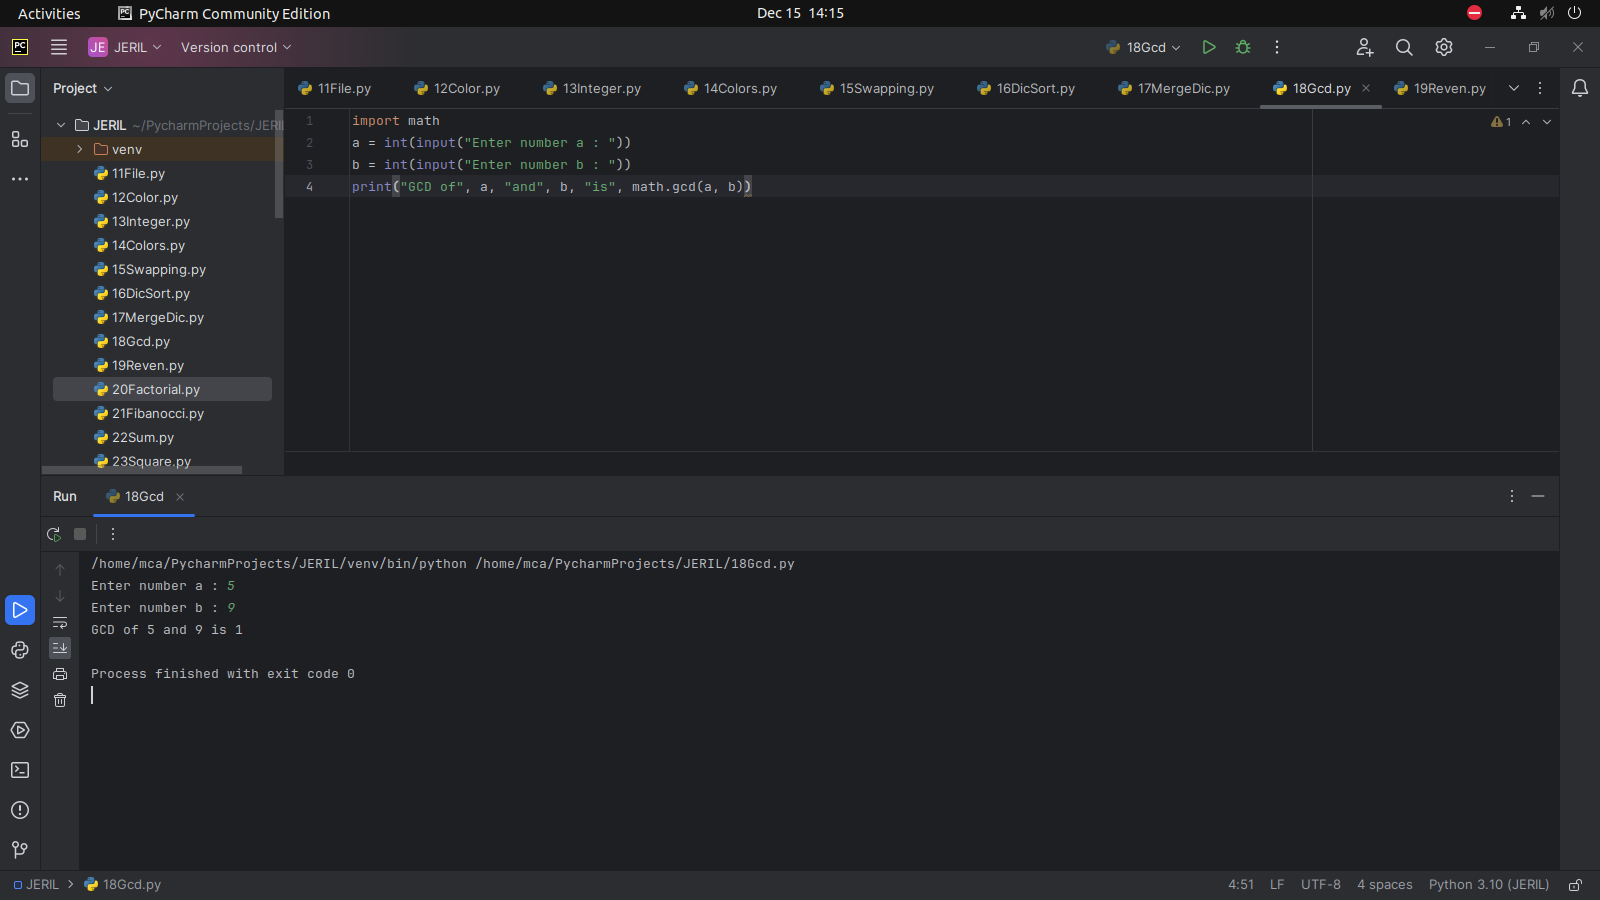 Activities PyCharm Community Edition Dec 15 14:15
PC JE JERIL Version control 18Gcd
Project 11File.py 12Color.py 13Integer.py 14Colors.py 15Swapping.py 16DicSort.py 17MergeDic.py 18Gcd.py 19Reven.py
JERIL ~/PycharmProjects/JERIL
venv
11File.py
12Color.py
13Integer.py
14Colors.py
15Swapping.py
16DicSort.py
17MergeDic.py
18Gcd.py
19Reven.py
20Factorial.py
21Fibanocci.py
22Sum.py
23Square.py
1 import math 1
2 a = int(input("Enter number a : "))
3 b = int(input("Enter number b : "))
4 print("GCD of", a, "and", b, "is", math.gcd(a, b))
Run 18Gcd
/home/mca/PycharmProjects/JERIL/venv/bin/python /home/mca/PycharmProjects/JERIL/18Gcd.py
Enter number a : 5
Enter number b : 9
GCD of 5 and 9 is 1
Process finished with exit code 0
JERIL 18Gcd.py 4:51 LF UTF-8 4 spaces Python 3.10 (JERIL)